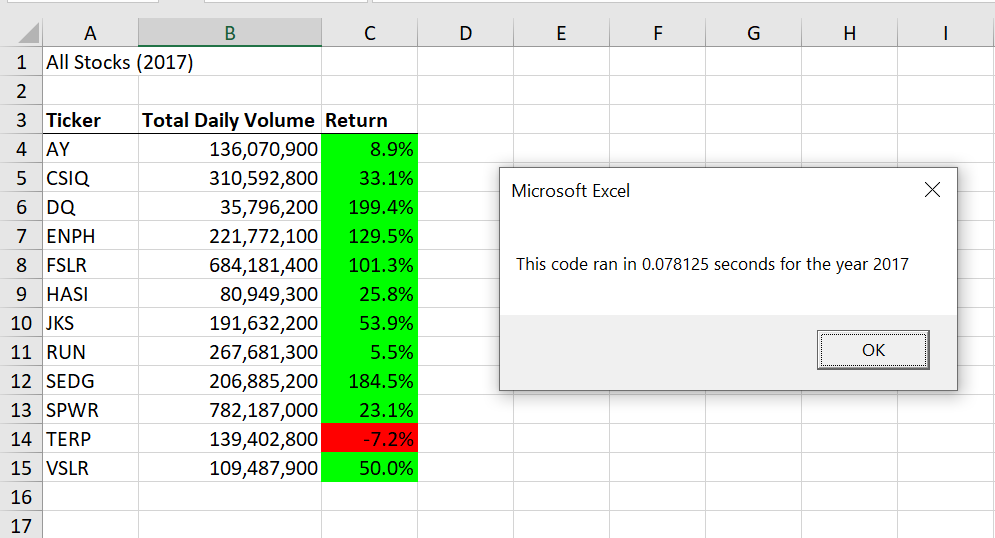 A B C D E F G H I
1 All Stocks (2017)
2
3 Ticker Total Daily Volume Return
4 AY 136,070,900 8.9%
5 CSIQ 310,592,800 33.1%
6 DQ 35,796,200 199.4%
7 ENPH 221,772,100 129.5%
8 FSLR 684,181,400 101.3%
9 HASI 80,949,300 25.8%
10 JKS 191,632,200 53.9%
11 RUN 267,681,300 5.5%
12 SEDG 206,885,200 184.5%
13 SPWR 782,187,000 23.1%
14 TERP 139,402,800 -7.2%
15 VSLR 109,487,900 50.0%
16
17
Microsoft Excel
This code ran in 0.078125 seconds for the year 2017
OK